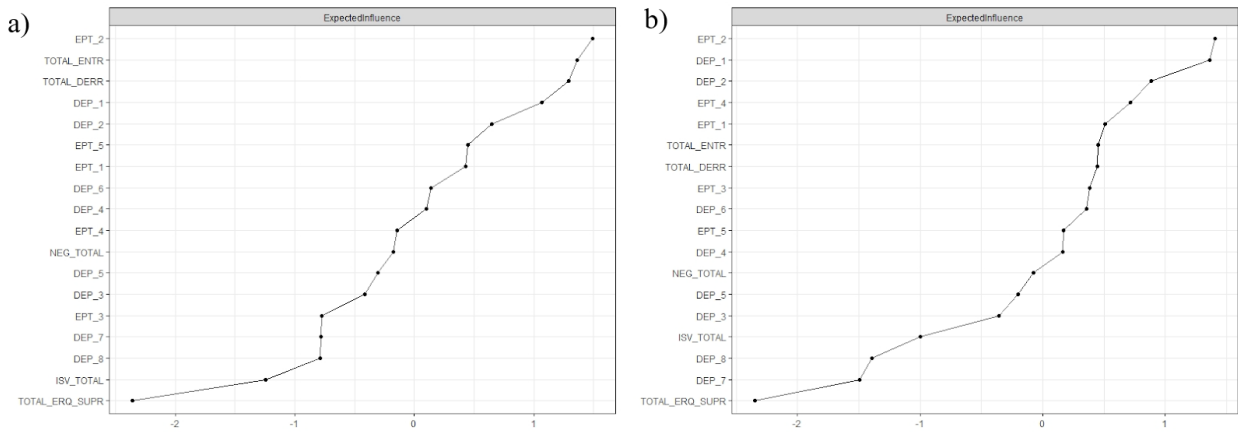 a)
ExpectedInfluence
EPT_2
TOTAL_ENTR
TOTAL_DERR
DEP_1
DEP_2
EPT_5
EPT_1
DEP_6
DEP_4
EPT_4
NEG_TOTAL
DEP_5
DEP_3
EPT_3
DEP_7
DEP_8
ISV_TOTAL
TOTAL_ERQ_SUPR
-2 -1 0 1
b)
ExpectedInfluence
EPT_2
DEP_1
DEP_2
EPT_4
EPT_1
TOTAL_ENTR
TOTAL_DERR
EPT_3
DEP_6
EPT_5
DEP_4
NEG_TOTAL
DEP_5
DEP_3
ISV_TOTAL
DEP_8
DEP_7
TOTAL_ERQ_SUPR
-2 -1 0 1